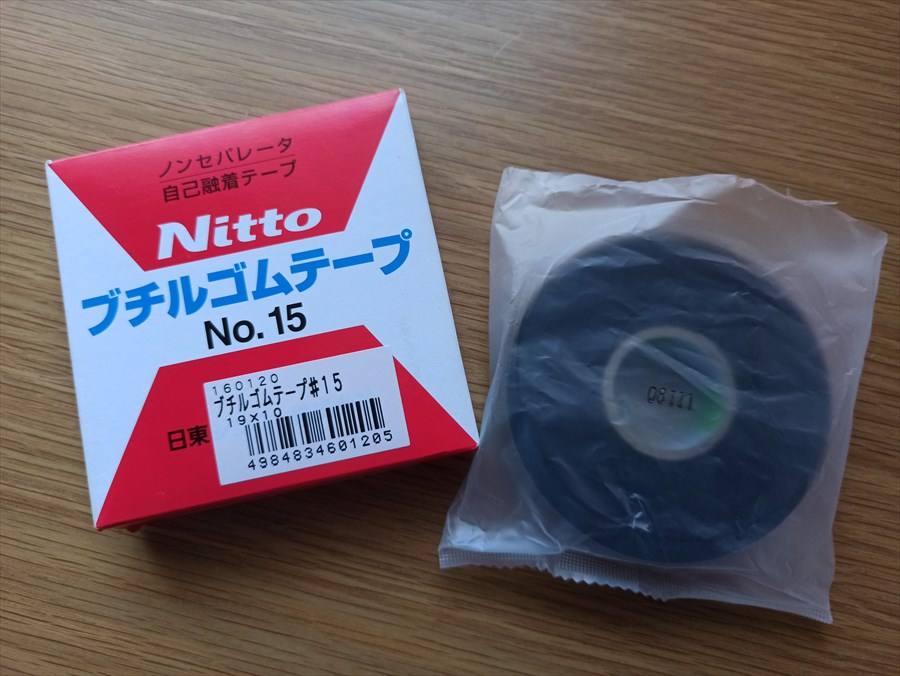 ノンセパレータ
自己融着テープ
Nitto
ブチルゴムテープ
No.15
160120
ブチルゴムテープ#15
19X10
日東
4984834601205
08111